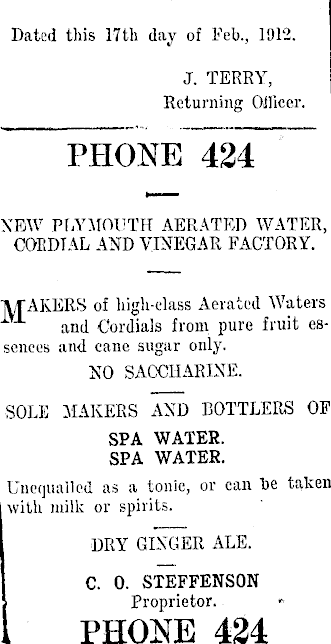 Dated this 17th day of Feb., 1912.
J. TERRY,
Returning Officer.
PHONE 424
NEW PLYMOUTH AERATED WATER,
CORDIAL AND VINEGAR FACTORY.
MAKERS of high-class Aerated Waters
and Cordials from pure fruit es-
sences and cane sugar only.
NO SACCHARINE.
SOLE MAKERS AND BOTTLERS OF
SPA WATER.
SPA WATER.
Unequalled as a tonic, or can be taken
with milk or spirits.
DRY GINGER ALE.
C. O. STEFFENSON
Proprietor.
PHONE 424